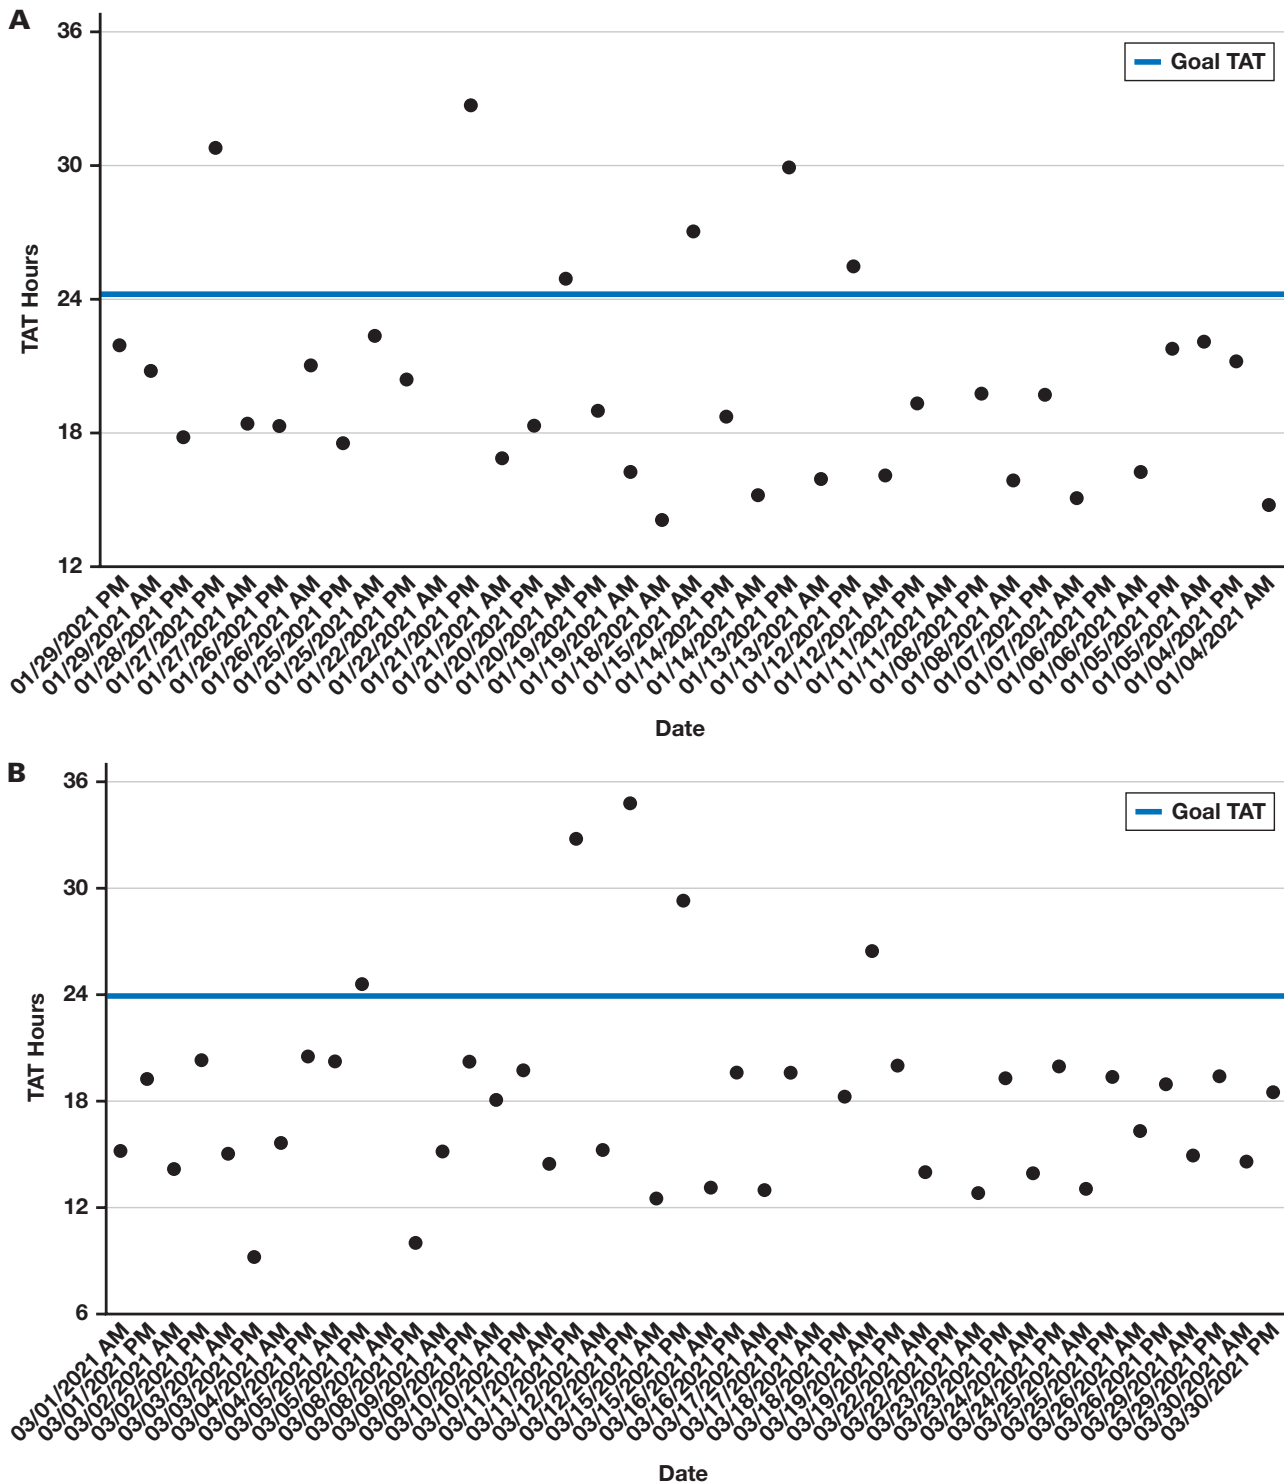 A
36
30
24
18
12
TAT Hours
Goal TAT
01/29/2021 PM
01/29/2021 AM
01/28/2021 PM
01/27/2021 PM
01/27/2021 AM
01/26/2021 PM
01/26/2021 AM
01/25/2021 PM
01/25/2021 AM
01/22/2021 PM
01/22/2021 AM
01/21/2021 PM
01/21/2021 AM
01/20/2021 PM
01/20/2021 AM
01/19/2021 PM
01/19/2021 AM
01/18/2021 AM
01/15/2021 AM
01/14/2021 PM
01/14/2021 AM
01/13/2021 PM
01/13/2021 AM
01/12/2021 PM
01/12/2021 AM
01/11/2021 PM
01/11/2021 AM
01/08/2021 PM
01/08/2021 AM
01/07/2021 PM
01/07/2021 AM
01/06/2021 PM
01/06/2021 AM
01/05/2021 PM
01/05/2021 AM
01/04/2021 PM
01/04/2021 AM
Date
B
36
30
24
18
12
6
TAT Hours
Goal TAT
03/01/2021 AM
03/01/2021 PM
03/02/2021 AM
03/02/2021 PM
03/03/2021 AM
03/03/2021 PM
03/04/2021 AM
03/04/2021 PM
03/05/2021 AM
03/05/2021 PM
03/08/2021 AM
03/08/2021 PM
03/09/2021 AM
03/09/2021 PM
03/10/2021 AM
03/10/2021 PM
03/11/2021 AM
03/11/2021 PM
03/12/2021 AM
03/12/2021 PM
03/15/2021 AM
03/15/2021 PM
03/16/2021 AM
03/16/2021 PM
03/17/2021 AM
03/17/2021 PM
03/18/2021 AM
03/18/2021 PM
03/19/2021 AM
03/19/2021 PM
03/22/2021 AM
03/22/2021 PM
03/23/2021 AM
03/23/2021 PM
03/24/2021 AM
03/24/2021 PM
03/25/2021 AM
03/25/2021 PM
03/26/2021 AM
03/26/2021 PM
03/29/2021 AM
03/29/2021 PM
03/30/2021 AM
03/30/2021 PM
Date